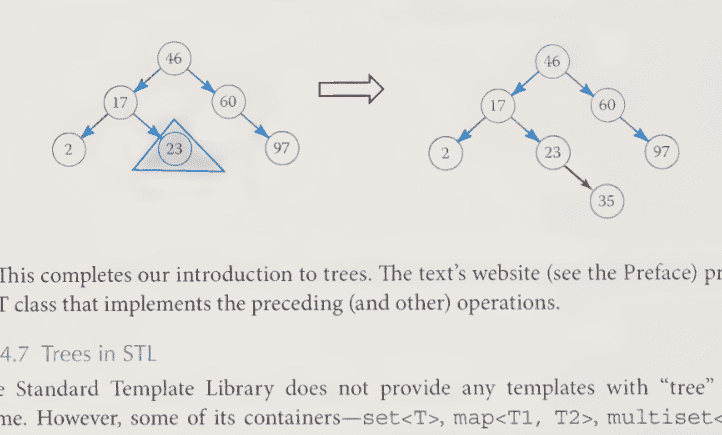 46
17
60
2
23
97
46
17
60
2
23
97
35
This completes our introduction to trees. The text's website (see the Preface)
class that implements the preceding (and other) operations.
4.7 Trees in STL
Standard Template Library does not provide any templates with "tree"
However, some of its containers—set<T>, map<T1, T2>, multiset<